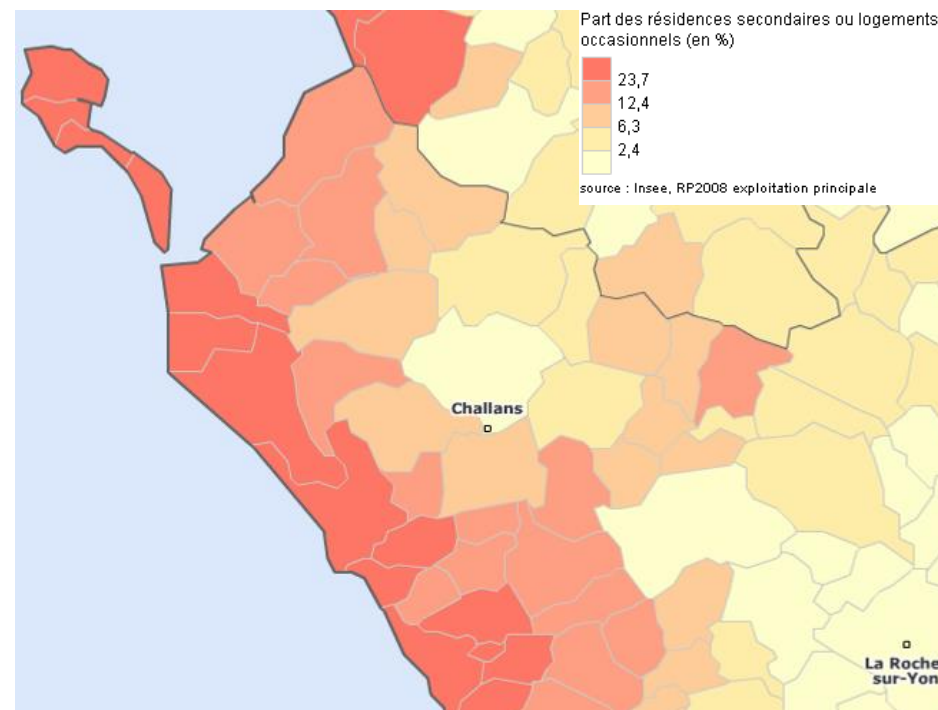 Part des résidences secondaires ou logements
occasionnels (en %)
23,7
12,4
6,3
2,4
source : Insee, RP2008 exploitation principale
Challans
La Roche
sur-Yon